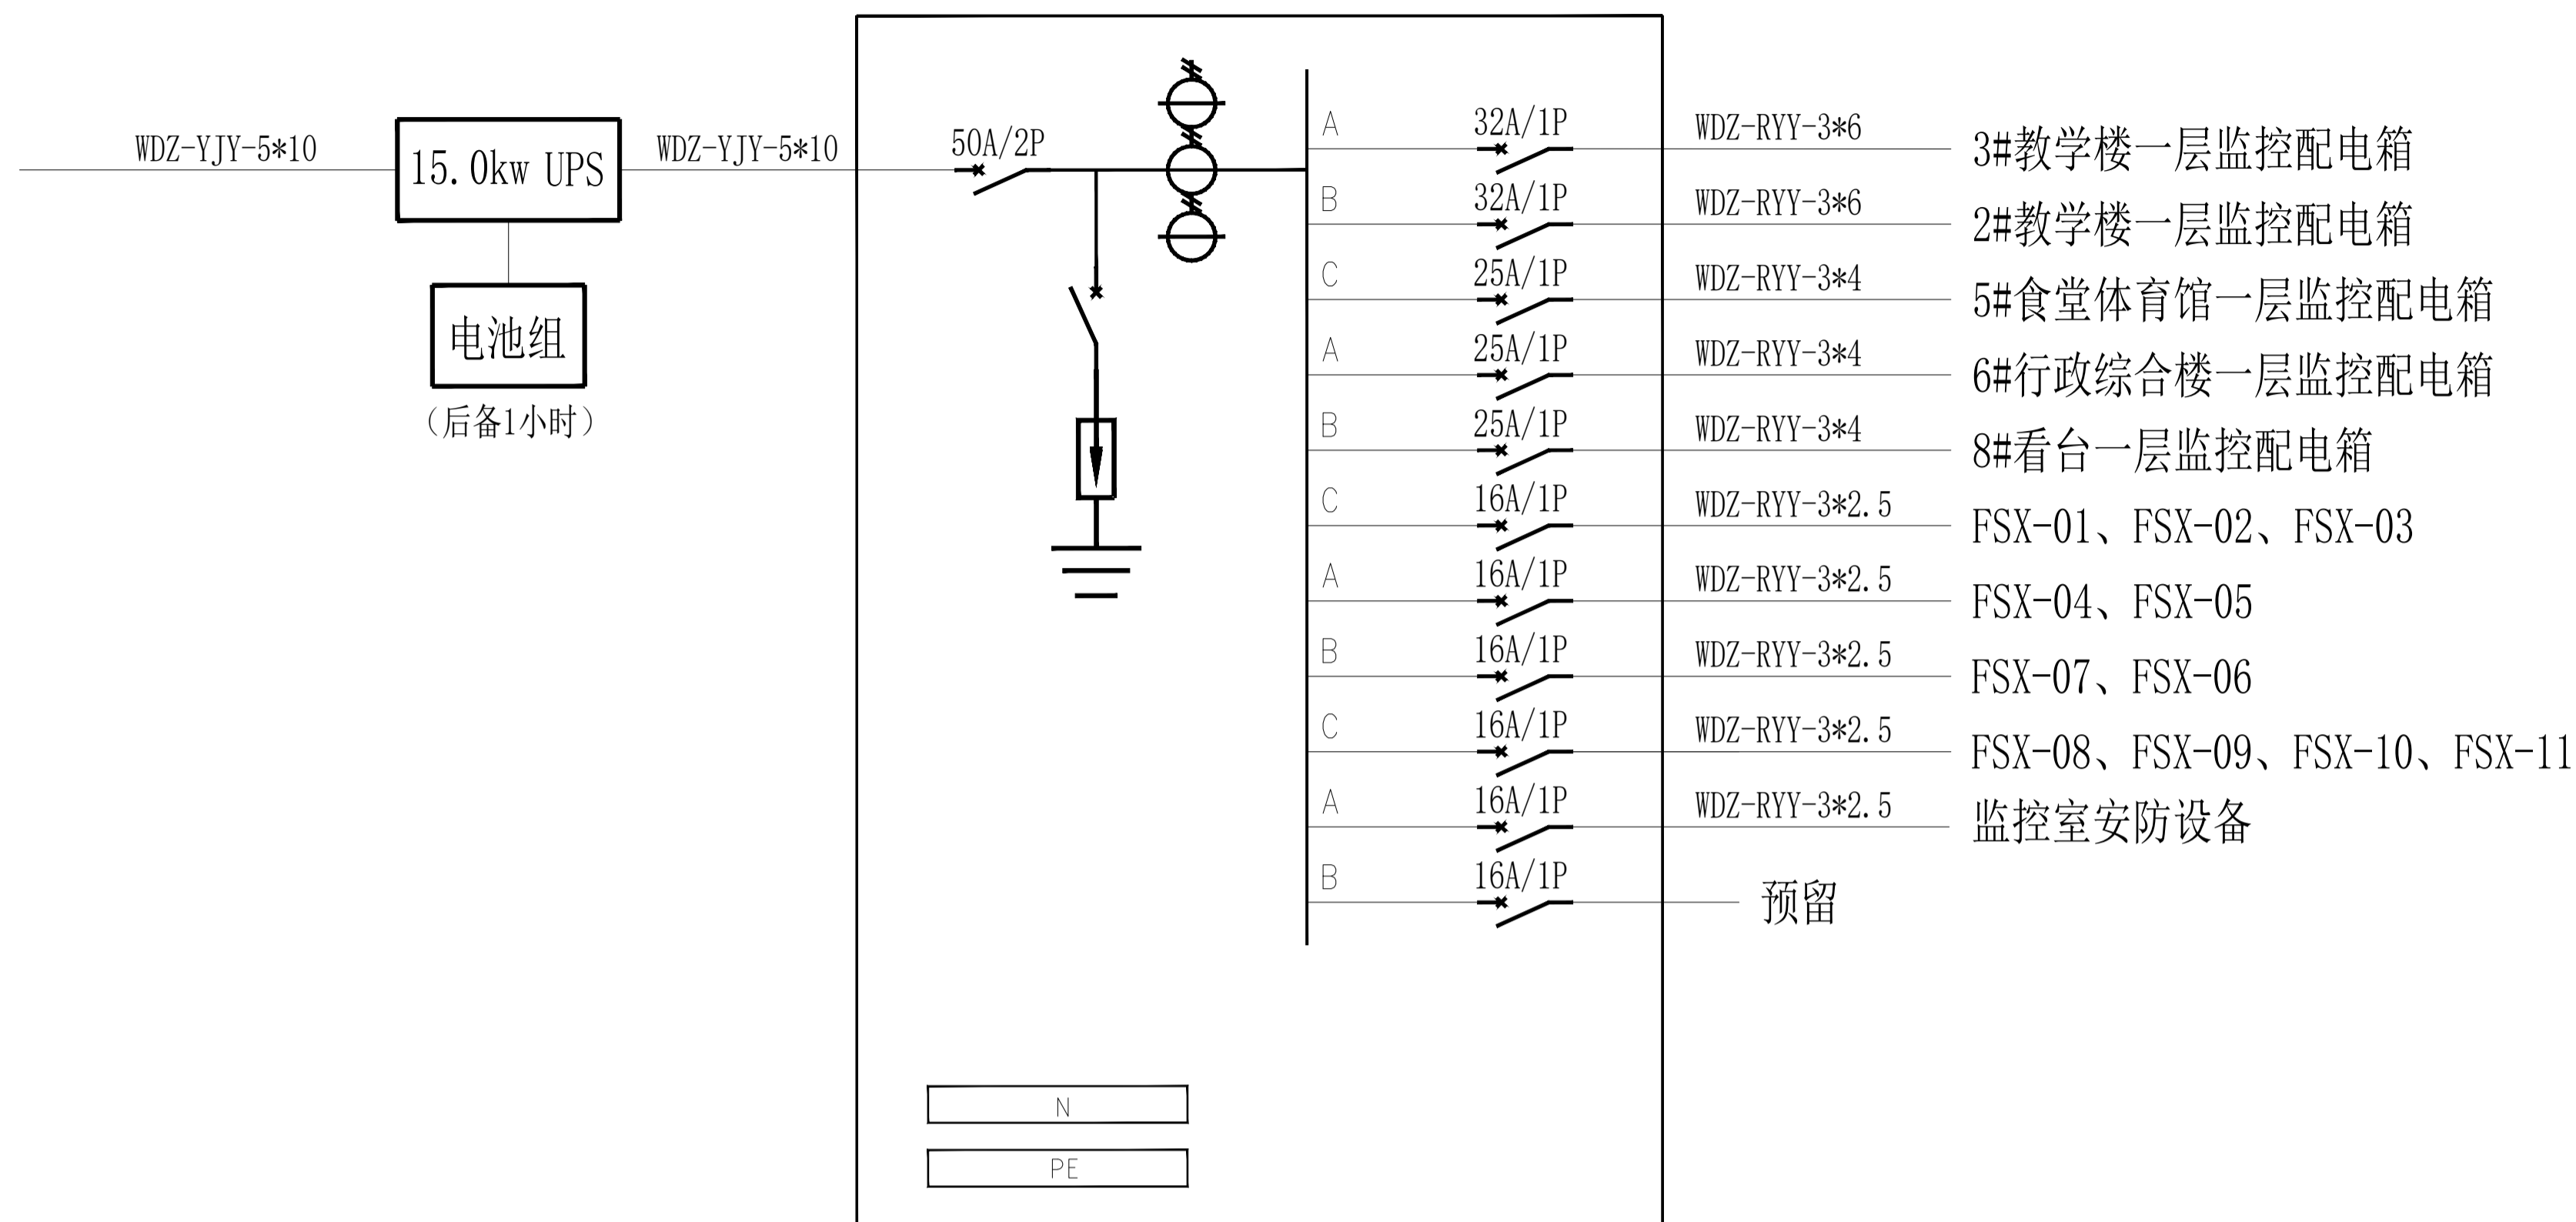 WDZ-YJY-5*10
15.0kw UPS
WDZ-YJY-5*10
电池组
（后备1小时）
50A/2P
A 32A/1P WDZ-RYY-3*6 3#教学楼一层监控配电箱
B 32A/1P WDZ-RYY-3*6 2#教学楼一层监控配电箱
C 25A/1P WDZ-RYY-3*4 5#食堂体育馆一层监控配电箱
A 25A/1P WDZ-RYY-3*4 6#行政综合楼一层监控配电箱
B 25A/1P WDZ-RYY-3*4 8#看台一层监控配电箱
C 16A/1P WDZ-RYY-3*2.5 FSX-01、FSX-02、FSX-03
A 16A/1P WDZ-RYY-3*2.5 FSX-04、FSX-05
B 16A/1P WDZ-RYY-3*2.5 FSX-07、FSX-06
C 16A/1P WDZ-RYY-3*2.5 FSX-08、FSX-09、FSX-10、FSX-11
A 16A/1P WDZ-RYY-3*2.5 监控室安防设备
B 16A/1P 预留
N
PE